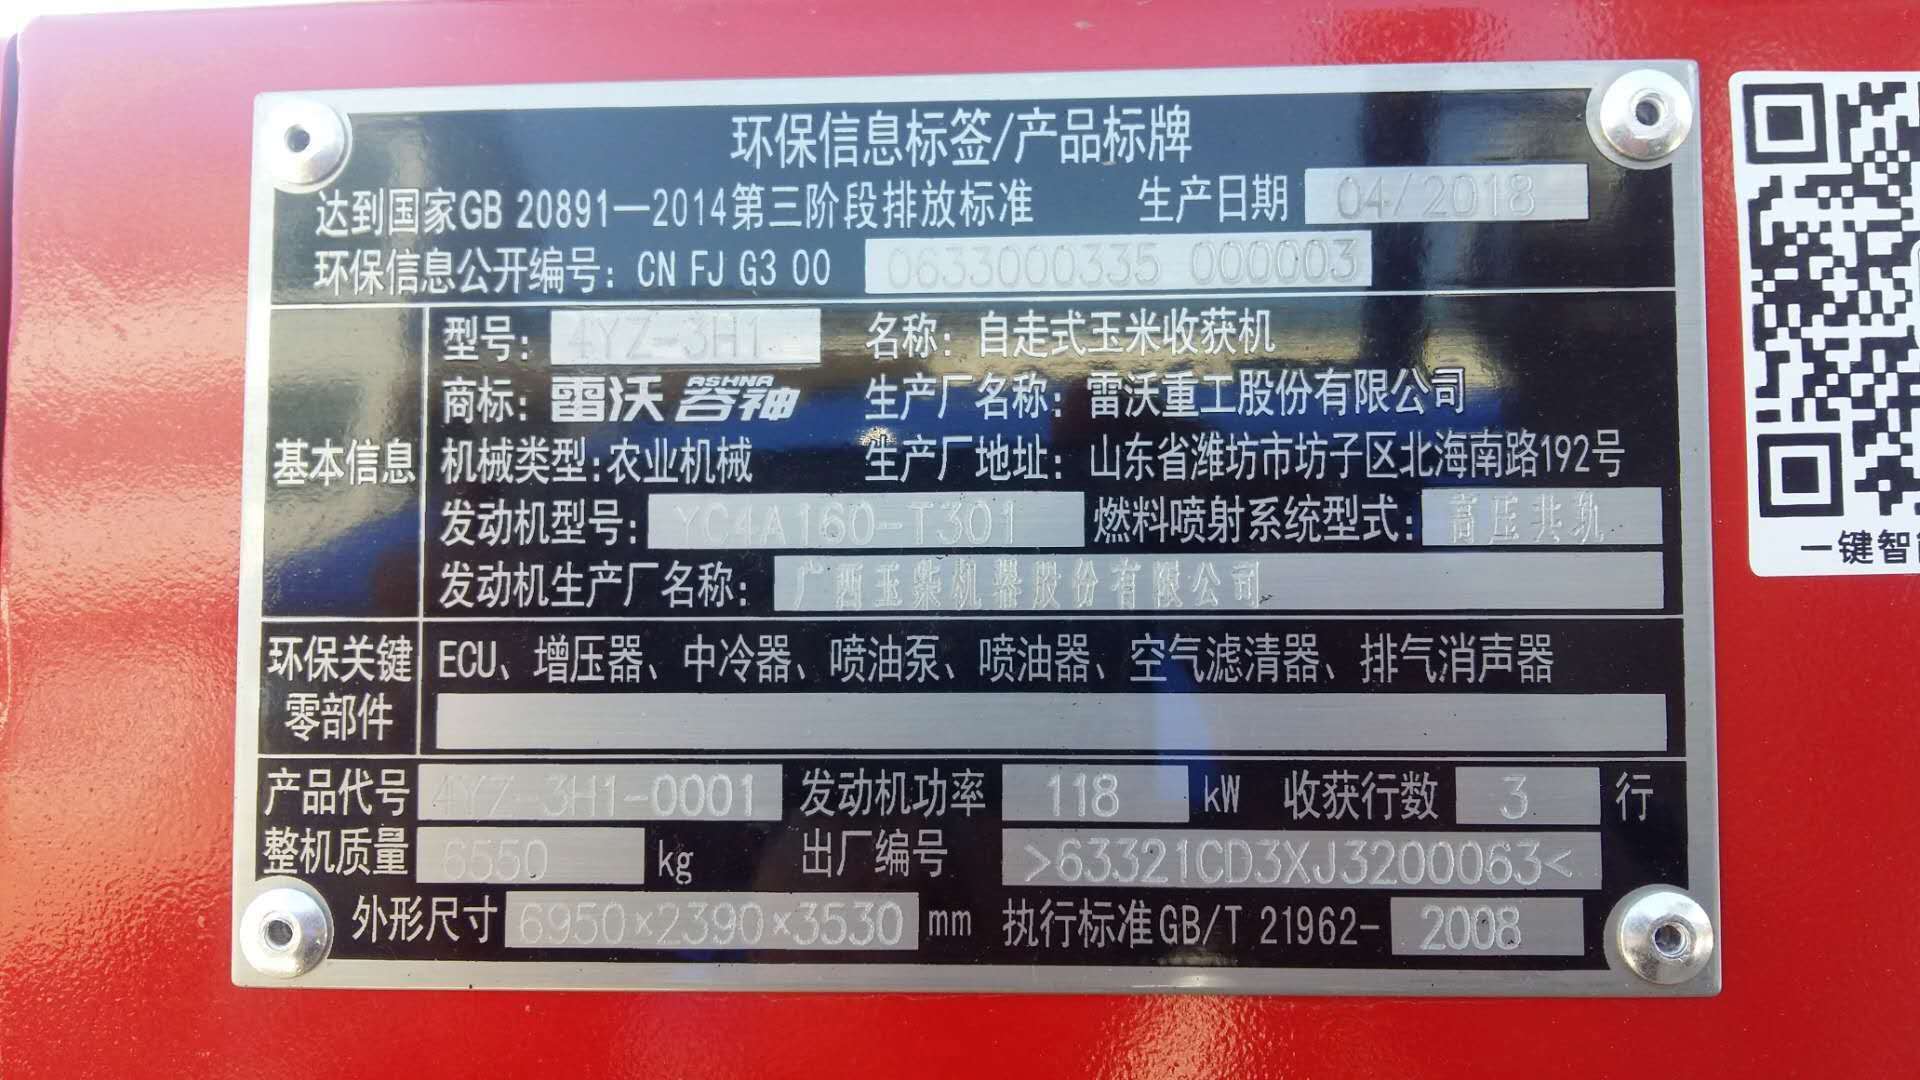 环保信息标签/产品标牌
达到国家GB 20891—2014第三阶段排放标准 生产日期 04/2018
环保信息公开编号: CN FJ G3 00 0633000335 000003
基本信息
型号: 4YZ-3H1 名称: 自走式玉米收获机
商标: 雷沃 ASHNA 谷神 生产厂名称: 雷沃重工股份有限公司
机械类型: 农业机械 生产厂地址: 山东省潍坊市坊子区北海南路192号
发动机型号: YC4A160-T301 燃料喷射系统型式: 高压共轨
发动机生产厂名称: 广西玉柴机器股份有限公司
环保关键零部件
ECU、增压器、中冷器、喷油泵、喷油器、空气滤清器、排气消声器
产品代号 4YZ-3H1-0001 发动机功率 118 kW 收获行数 3 行
整机质量 6550 kg 出厂编号 >63321CD3XJ3200063<
外形尺寸 6950×2390×3530 mm 执行标准GB/T 21962- 2008
一键智能